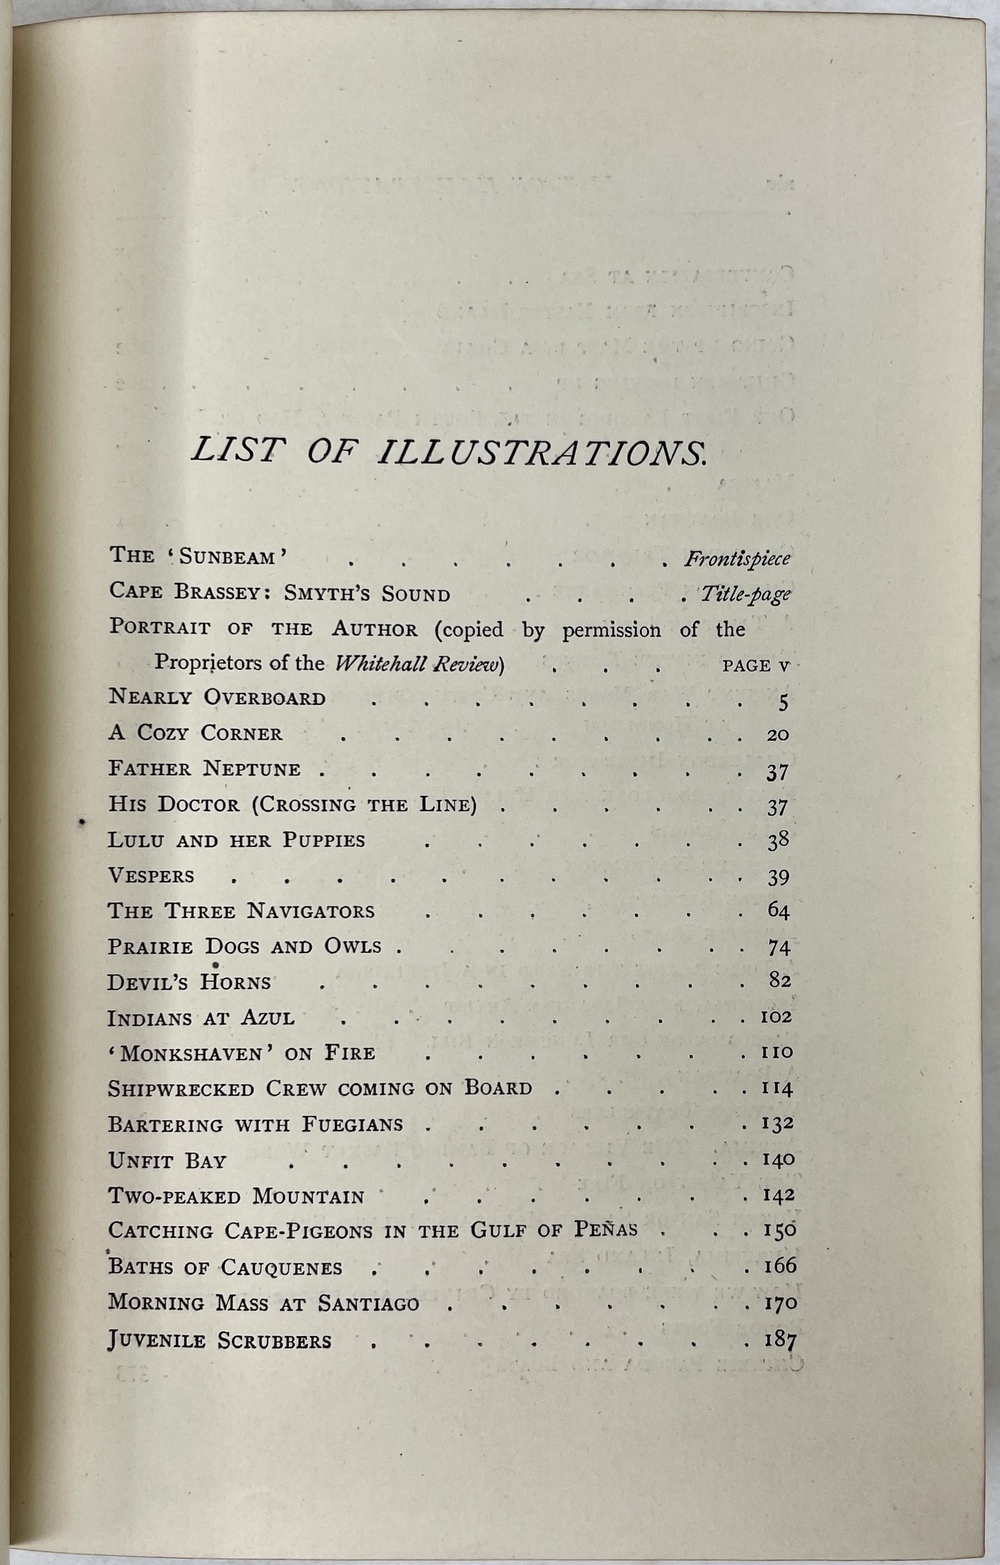 LIST OF ILLUSTRATIONS.
THE ‘SUNBEAM’ . . . . . . . Frontispiece
CAPE BRASSEY: SMYTH'S SOUND . . . . Title-page
PORTRAIT OF THE AUTHOR (copied by permission of the
Proprietors of the Whitehall Review) . . . PAGE V
NEARLY OVERBOARD . . . . . . . . 5
A COZY CORNER . . . . . . . . . 20
FATHER NEPTUNE . . . . . . . . . 37
HIS DOCTOR (CROSSING THE LINE) . . . . . . 37
LULU AND HER PUPPIES . . . . . . . 38
VESPERS . . . . . . . . . . . 39
THE THREE NAVIGATORS . . . . . . . 64
PRAIRIE DOGS AND OWLS . . . . . . . . 74
DEVIL'S HORNS . . . . . . . . . 82
INDIANS AT AZUL . . . . . . . . . 102
‘MONKSHAVEN’ ON FIRE . . . . . . . 110
SHIPWRECKED CREW COMING ON BOARD . . . . . 114
BARTERING WITH FUEGIANS . . . . . . . 132
UNFIT BAY . . . . . . . . . . 140
TWO-PEAKED MOUNTAIN . . . . . . . 142
CATCHING CAPE-PIGEONS IN THE GULF OF PEÑAS . . . 150
BATHS OF CAUQUENES . . . . . . . . 166
MORNING MASS AT SANTIAGO . . . . . . . 170
JUVENILE SCRUBBERS . . . . . . . . 187